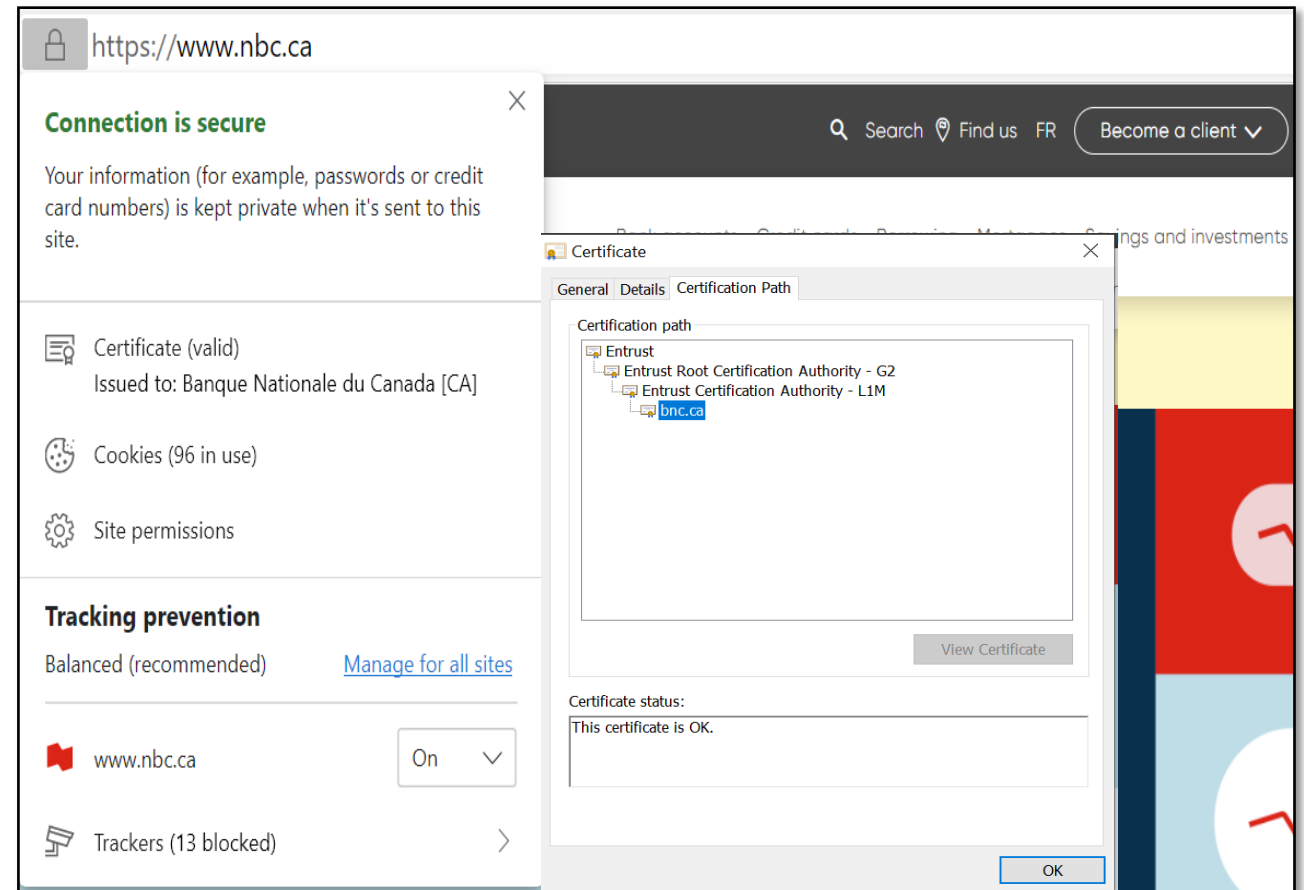 https://www.nbc.ca
Connection is secure
Your information (for example, passwords or credit
card numbers) is kept private when it's sent to this
site.
Certificate (valid)
Issued to: Banque Nationale du Canada [CA]
Cookies (96 in use)
Site permissions
Tracking prevention
Balanced (recommended) Manage for all sites
www.nbc.ca On
Trackers (13 blocked)
Search Find us FR Become a client
ings and investments
Certificate
General Details Certification Path
Certification path
Entrust
Entrust Root Certification Authority - G2
Entrust Certification Authority - L1M
bnc.ca
View Certificate
Certificate status:
This certificate is OK.
OK